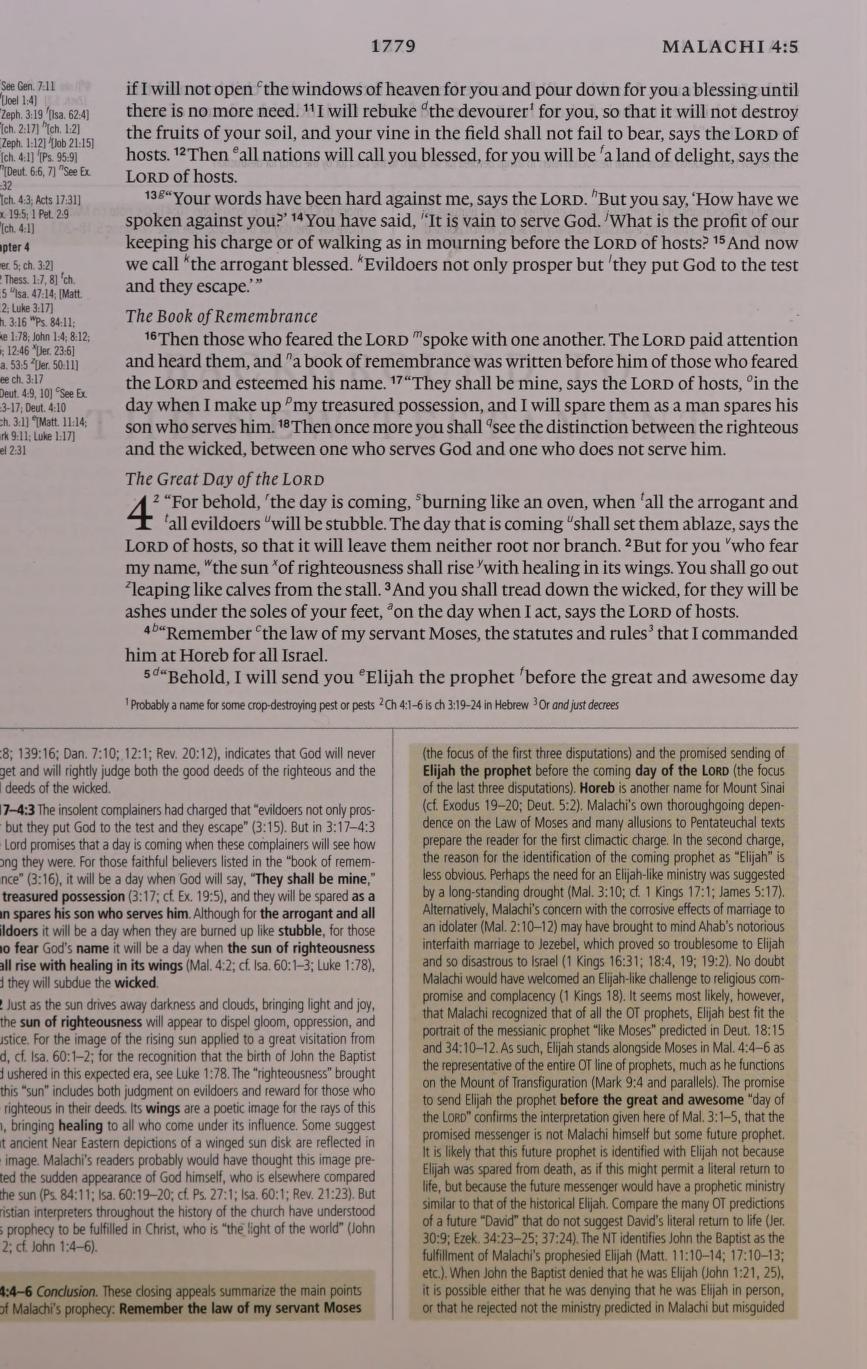 1779
MALACHI 4:5
See Gen. 7:11
[Joel 1:4]
Zeph. 3:19 f[Isa. 62:4]
[ch. 2:17] h[ch. 1:2]
[Zeph. 1:12] j[Job 21:15]
[ch. 4:1] l[Ps. 95:9]
[Deut. 6:6, 7] n See Ex.
:32
[ch. 4:3; Acts 17:31]
x. 19:5; 1 Pet. 2:9
[ch. 4:1]
apter 4
er. 5; ch. 3:2]
Thess. 1:7, 8] t ch.
5 u Isa. 47:14; [Matt.
2; Luke 3:17]
h. 3:16 w Ps. 84:11;
ke 1:78; John 1:4; 8:12;
; 12:46 x [Jer. 23:6]
a. 53:5 z [Jer. 50:11]
ee ch. 3:17
Deut. 4:9, 10] c See Ex.
:3–17; Deut. 4:10
ch. 3:1] e [Matt. 11:14;
rk 9:11; Luke 1:17]
el 2:31
if I will not open c the windows of heaven for you and pour down for you a blessing until
there is no more need. 11 I will rebuke d the devourer1 for you, so that it will not destroy
the fruits of your soil, and your vine in the field shall not fail to bear, says the LORD of
hosts. 12 Then e all nations will call you blessed, for you will be f a land of delight, says the
LORD of hosts.
13 g “Your words have been hard against me, says the LORD. h But you say, ‘How have we
spoken against you?’ 14 You have said, i ‘It is vain to serve God. j What is the profit of our
keeping his charge or of walking as in mourning before the LORD of hosts? 15 And now
we call k the arrogant blessed. k Evildoers not only prosper but l they put God to the test
and they escape.’”
The Book of Remembrance
16 Then those who feared the LORD m spoke with one another. The LORD paid attention
and heard them, and n a book of remembrance was written before him of those who feared
the LORD and esteemed his name. 17 “They shall be mine, says the LORD of hosts, o in the
day when I make up p my treasured possession, and I will spare them as a man spares his
son who serves him. 18 Then once more you shall q see the distinction between the righteous
and the wicked, between one who serves God and one who does not serve him.
The Great Day of the LORD
4 2 “For behold, r the day is coming, s burning like an oven, when t all the arrogant and
t all evildoers u will be stubble. The day that is coming u shall set them ablaze, says the
LORD of hosts, so that it will leave them neither root nor branch. 2 But for you v who fear
my name, w the sun x of righteousness shall rise y with healing in its wings. You shall go out
z leaping like calves from the stall. 3 And you shall tread down the wicked, for they will be
ashes under the soles of your feet, a on the day when I act, says the LORD of hosts.
4 b “Remember c the law of my servant Moses, the statutes and rules3 that I commanded
him at Horeb for all Israel.
5 d “Behold, I will send you e Elijah the prophet f before the great and awesome day
1 Probably a name for some crop-destroying pest or pests 2 Ch 4:1–6 is ch 3:19–24 in Hebrew 3 Or and just decrees
:8; 139:16; Dan. 7:10; 12:1; Rev. 20:12), indicates that God will never
get and will rightly judge both the good deeds of the righteous and the
deeds of the wicked.
17–4:3 The insolent complainers had charged that “evildoers not only pros-
but they put God to the test and they escape” (3:15). But in 3:17–4:3
Lord promises that a day is coming when these complainers will see how
ong they were. For those faithful believers listed in the “book of remem-
nce” (3:16), it will be a day when God will say, “They shall be mine,”
treasured possession (3:17; cf. Ex. 19:5), and they will be spared as a
an spares his son who serves him. Although for the arrogant and all
ildoers it will be a day when they are burned up like stubble, for those
o fear God’s name it will be a day when the sun of righteousness
all rise with healing in its wings (Mal. 4:2; cf. Isa. 60:1–3; Luke 1:78),
d they will subdue the wicked.
Just as the sun drives away darkness and clouds, bringing light and joy,
the sun of righteousness will appear to dispel gloom, oppression, and
ustice. For the image of the rising sun applied to a great visitation from
d, cf. Isa. 60:1–2; for the recognition that the birth of John the Baptist
d ushered in this expected era, see Luke 1:78. The “righteousness” brought
this “sun” includes both judgment on evildoers and reward for those who
righteous in their deeds. Its wings are a poetic image for the rays of this
n, bringing healing to all who come under its influence. Some suggest
t ancient Near Eastern depictions of a winged sun disk are reflected in
image. Malachi’s readers probably would have thought this image pre-
ted the sudden appearance of God himself, who is elsewhere compared
the sun (Ps. 84:11; Isa. 60:19–20; cf. Ps. 27:1; Isa. 60:1; Rev. 21:23). But
ristian interpreters throughout the history of the church have understood
s prophecy to be fulfilled in Christ, who is “the light of the world” (John
2; cf. John 1:4–6).
4:4–6 Conclusion. These closing appeals summarize the main points
of Malachi’s prophecy: Remember the law of my servant Moses
(the focus of the first three disputations) and the promised sending of
Elijah the prophet before the coming day of the LORD (the focus
of the last three disputations). Horeb is another name for Mount Sinai
(cf. Exodus 19–20; Deut. 5:2). Malachi’s own thoroughgoing depen-
dence on the Law of Moses and many allusions to Pentateuchal texts
prepare the reader for the first climactic charge. In the second charge,
the reason for the identification of the coming prophet as “Elijah” is
less obvious. Perhaps the need for an Elijah-like ministry was suggested
by a long-standing drought (Mal. 3:10; cf. 1 Kings 17:1; James 5:17).
Alternatively, Malachi’s concern with the corrosive effects of marriage to
an idolater (Mal. 2:10–12) may have brought to mind Ahab’s notorious
interfaith marriage to Jezebel, which proved so troublesome to Elijah
and so disastrous to Israel (1 Kings 16:31; 18:4, 19; 19:2). No doubt
Malachi would have welcomed an Elijah-like challenge to religious com-
promise and complacency (1 Kings 18). It seems most likely, however,
that Malachi recognized that of all the OT prophets, Elijah best fit the
portrait of the messianic prophet “like Moses” predicted in Deut. 18:15
and 34:10–12. As such, Elijah stands alongside Moses in Mal. 4:4–6 as
the representative of the entire OT line of prophets, much as he functions
on the Mount of Transfiguration (Mark 9:4 and parallels). The promise
to send Elijah the prophet before the great and awesome “day of
the LORD” confirms the interpretation given here of Mal. 3:1–5, that the
promised messenger is not Malachi himself but some future prophet.
It is likely that this future prophet is identified with Elijah not because
Elijah was spared from death, as if this might permit a literal return to
life, but because the future messenger would have a prophetic ministry
similar to that of the historical Elijah. Compare the many OT predictions
of a future “David” that do not suggest David’s literal return to life (Jer.
30:9; Ezek. 34:23–25; 37:24). The NT identifies John the Baptist as the
fulfillment of Malachi’s prophesied Elijah (Matt. 11:10–14; 17:10–13;
etc.). When John the Baptist denied that he was Elijah (John 1:21, 25),
it is possible either that he was denying that he was Elijah in person,
or that he rejected not the ministry predicted in Malachi but misguided